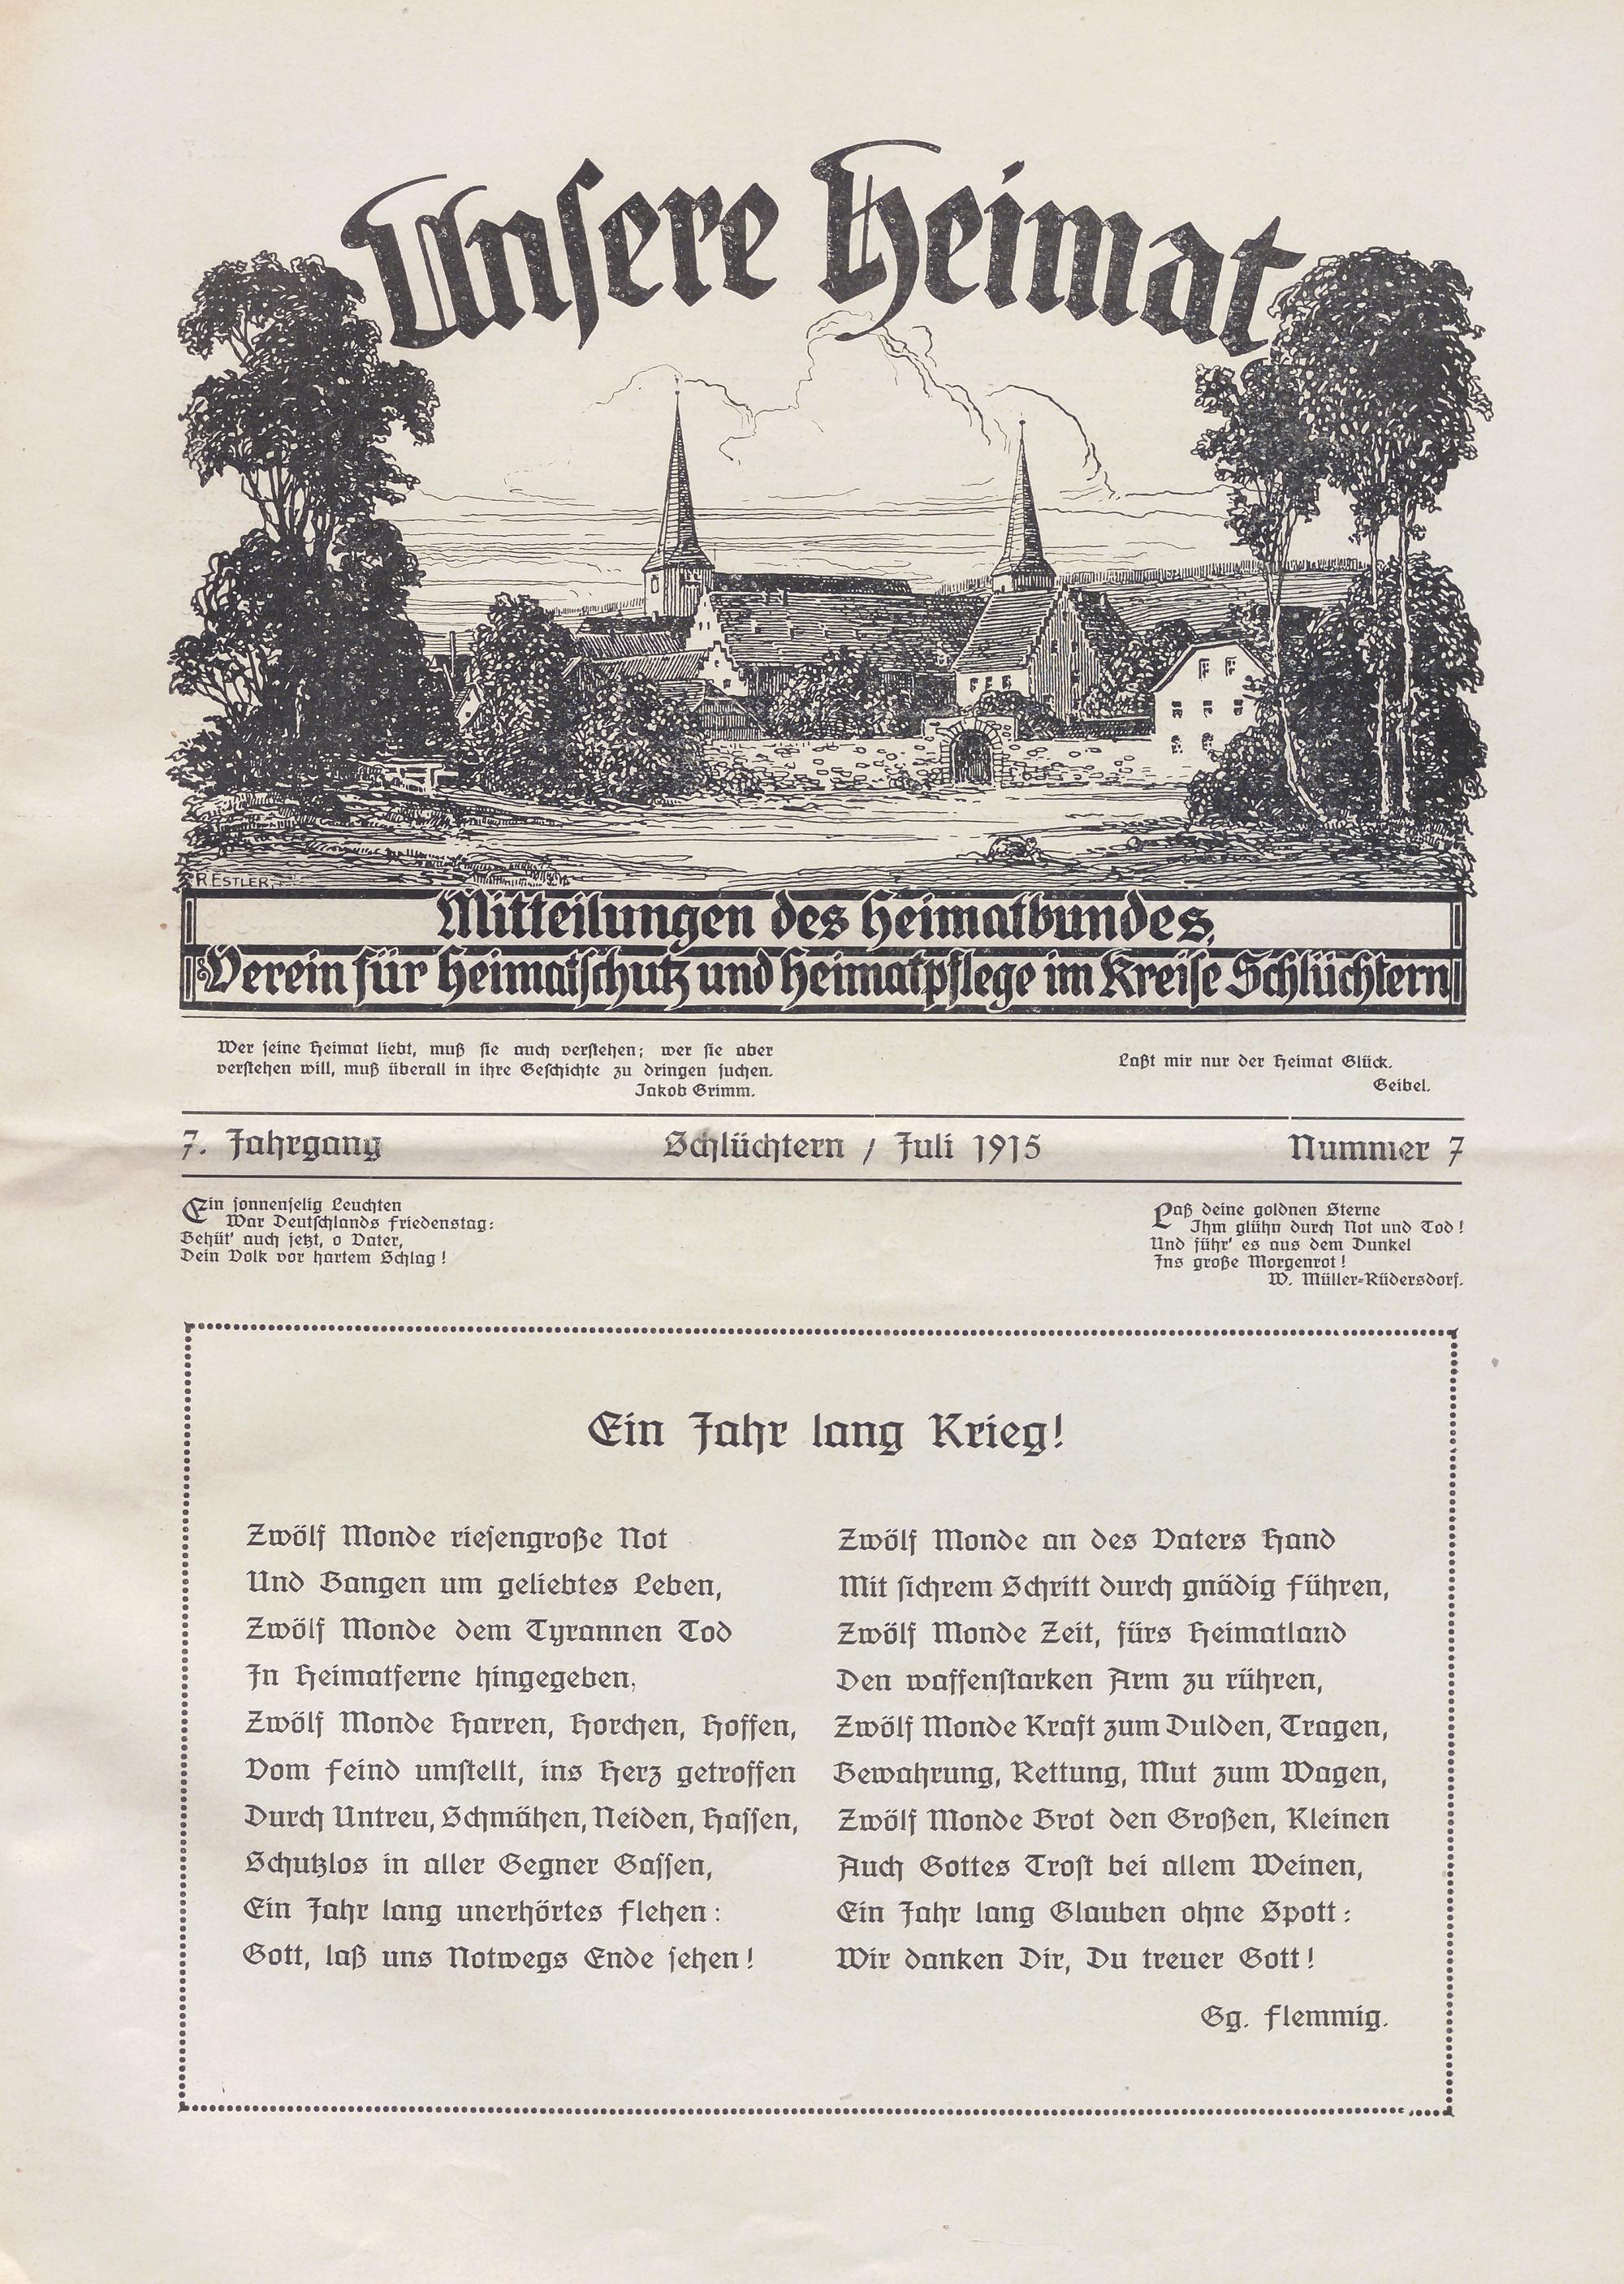 Unsere Heimat
R. ESTLER
Mitteilungen des Heimatbundes,
Verein für Heimatschutz und Heimatpflege im Kreise Schlüchtern
Wer seine Heimat liebt, muß sie auch verstehen; wer sie aber
verstehen will, muß überall in ihre Geschichte zu dringen suchen.
Jakob Grimm.
Laßt mir nur der Heimat Glück.
Geibel.
7. Jahrgang Schlüchtern / Juli 1915 Nummer 7
Ein sonnenselig Leuchten
War Deutschlands Friedenstag:
Behüt' auch jetzt, o Vater,
Dein Volk vor hartem Schlag!
Laß deine goldnen Sterne
Ihm glühn durch Not und Tod!
Und führ' es aus dem Dunkel
Ins große Morgenrot!
W. Müller-Rüdersdorf.
Ein Jahr lang Krieg!
Zwölf Monde riesengroße Not
Und Bangen um geliebtes Leben,
Zwölf Monde dem Tyrannen Tod
In Heimatferne hingegeben,
Zwölf Monde Harren, Horchen, Hoffen,
Vom Feind umstellt, ins Herz getroffen
Durch Untreu, Schmähen, Neiden, Hassen,
Schutzlos in aller Gegner Gassen,
Ein Jahr lang unerhörtes Flehen:
Gott, laß uns Notwegs Ende sehen!
Zwölf Monde an des Vaters Hand
Mit sichrem Schritt durch gnädig Führen,
Zwölf Monde Zeit, fürs Heimatland
Den waffenstarken Arm zu rühren,
Zwölf Monde Kraft zum Dulden, Tragen,
Bewahrung, Rettung, Mut zum Wagen,
Zwölf Monde Brot den Großen, Kleinen
Auch Gottes Trost bei allem Weinen,
Ein Jahr lang Glauben ohne Spott:
Wir danken Dir, Du treuer Gott!
Gg. Flemmig.